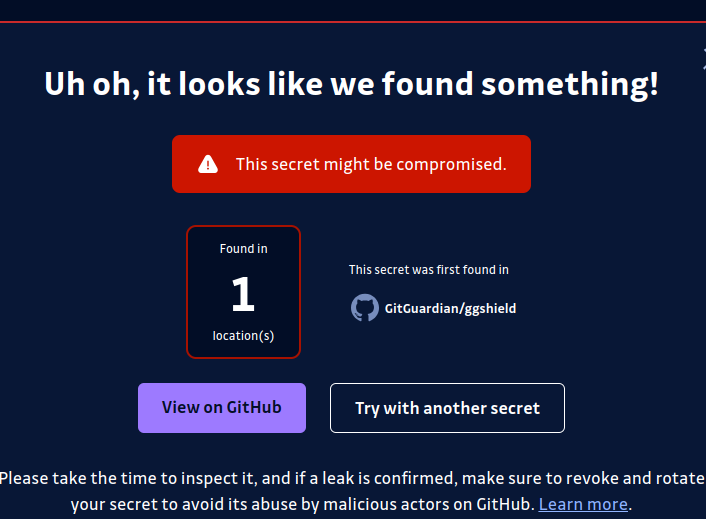 Uh oh, it looks like we found something!
This secret might be compromised.
Found in
1
location(s)
This secret was first found in
GitGuardian/ggshield
View on GitHub
Try with another secret
Please take the time to inspect it, and if a leak is confirmed, make sure to revoke and rotate
your secret to avoid its abuse by malicious actors on GitHub. Learn more.